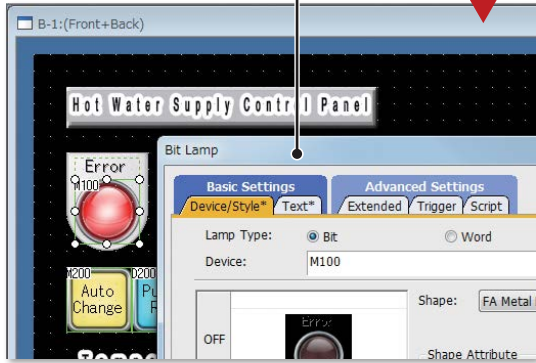 B-1:(Front+Back)
Hot Water Supply Control Panel
Bit Lamp
Error
M100
Basic Settings
Advanced Settings
Device/Style*
Text*
Extended
Trigger
Script
Lamp Type:
Bit
Word
Device:
M100
M200
D200
Auto
Change
Shape:
FA Metal
OFF
Error
Shape Attribute